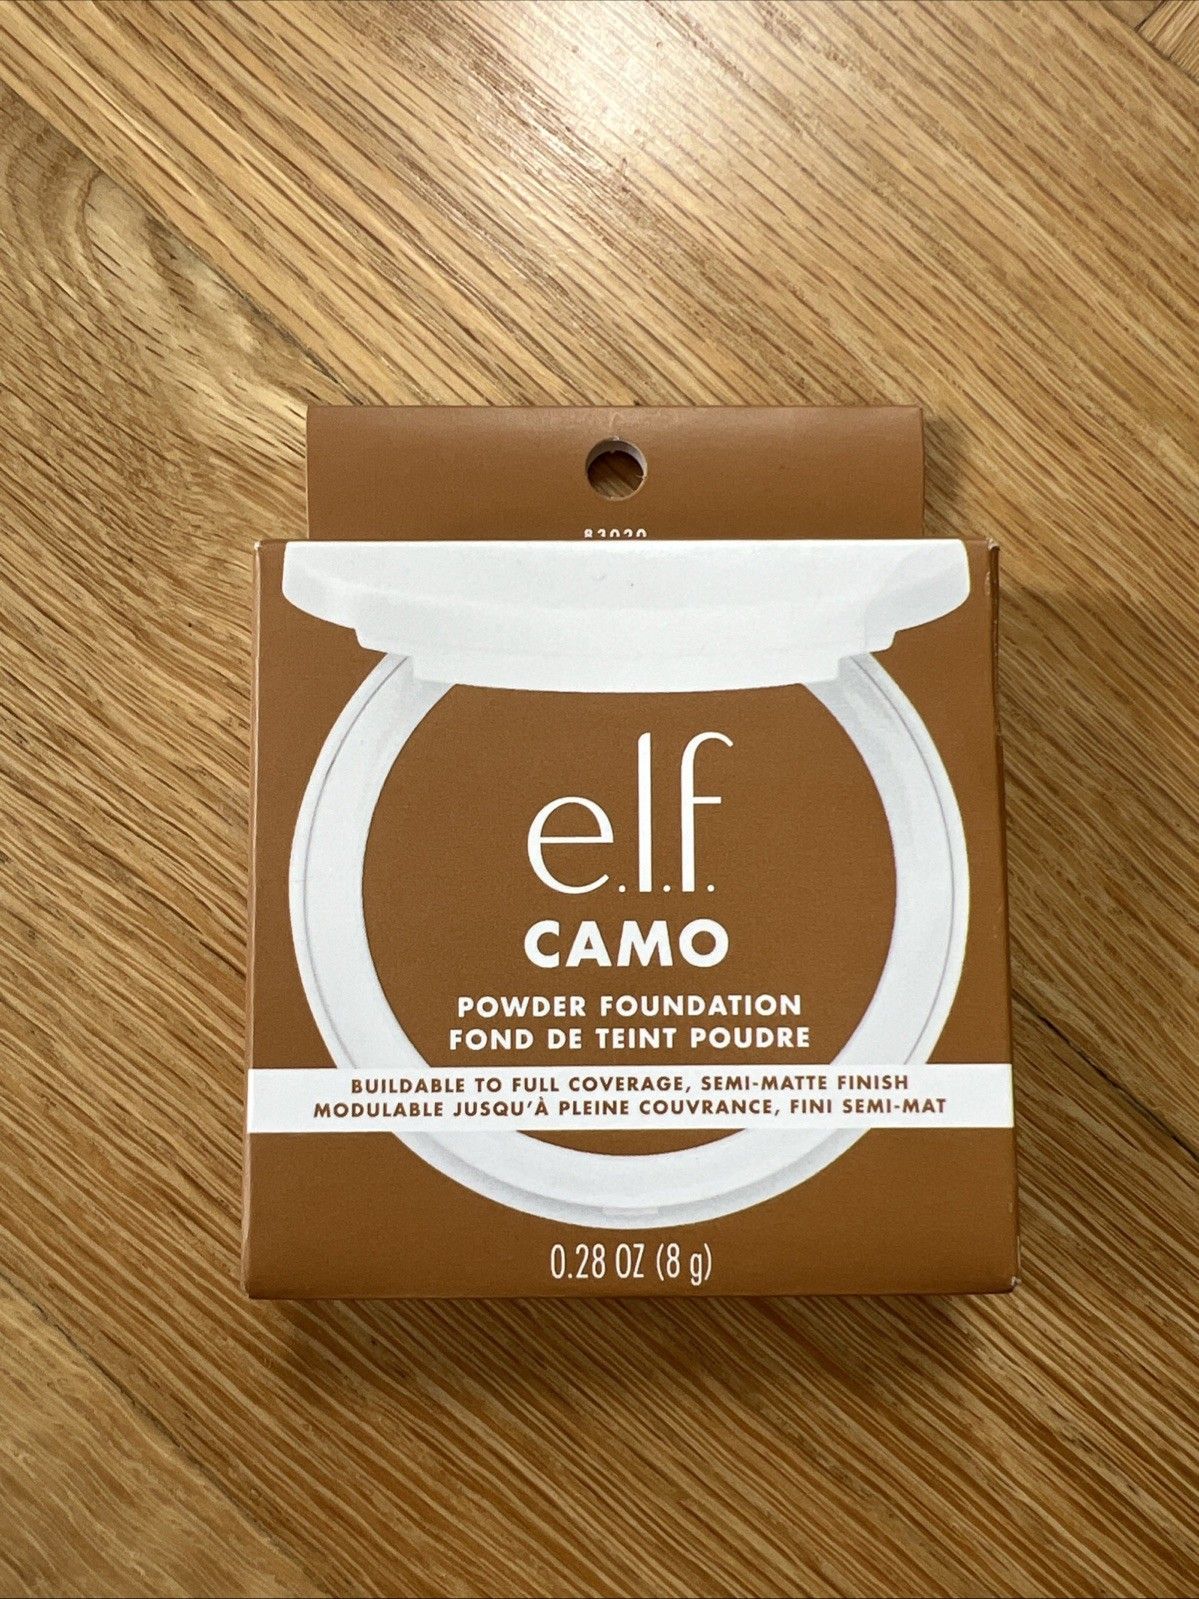 e.l.f.
CAMO
POWDER FOUNDATION
FOND DE TEINT POUDRE
BUILDABLE TO FULL COVERAGE, SEMI-MATTE FINISH
MODULABLE JUSQU'À PLEINE COUVRANCE, FINI SEMI-MAT
0.28 OZ (8 g)